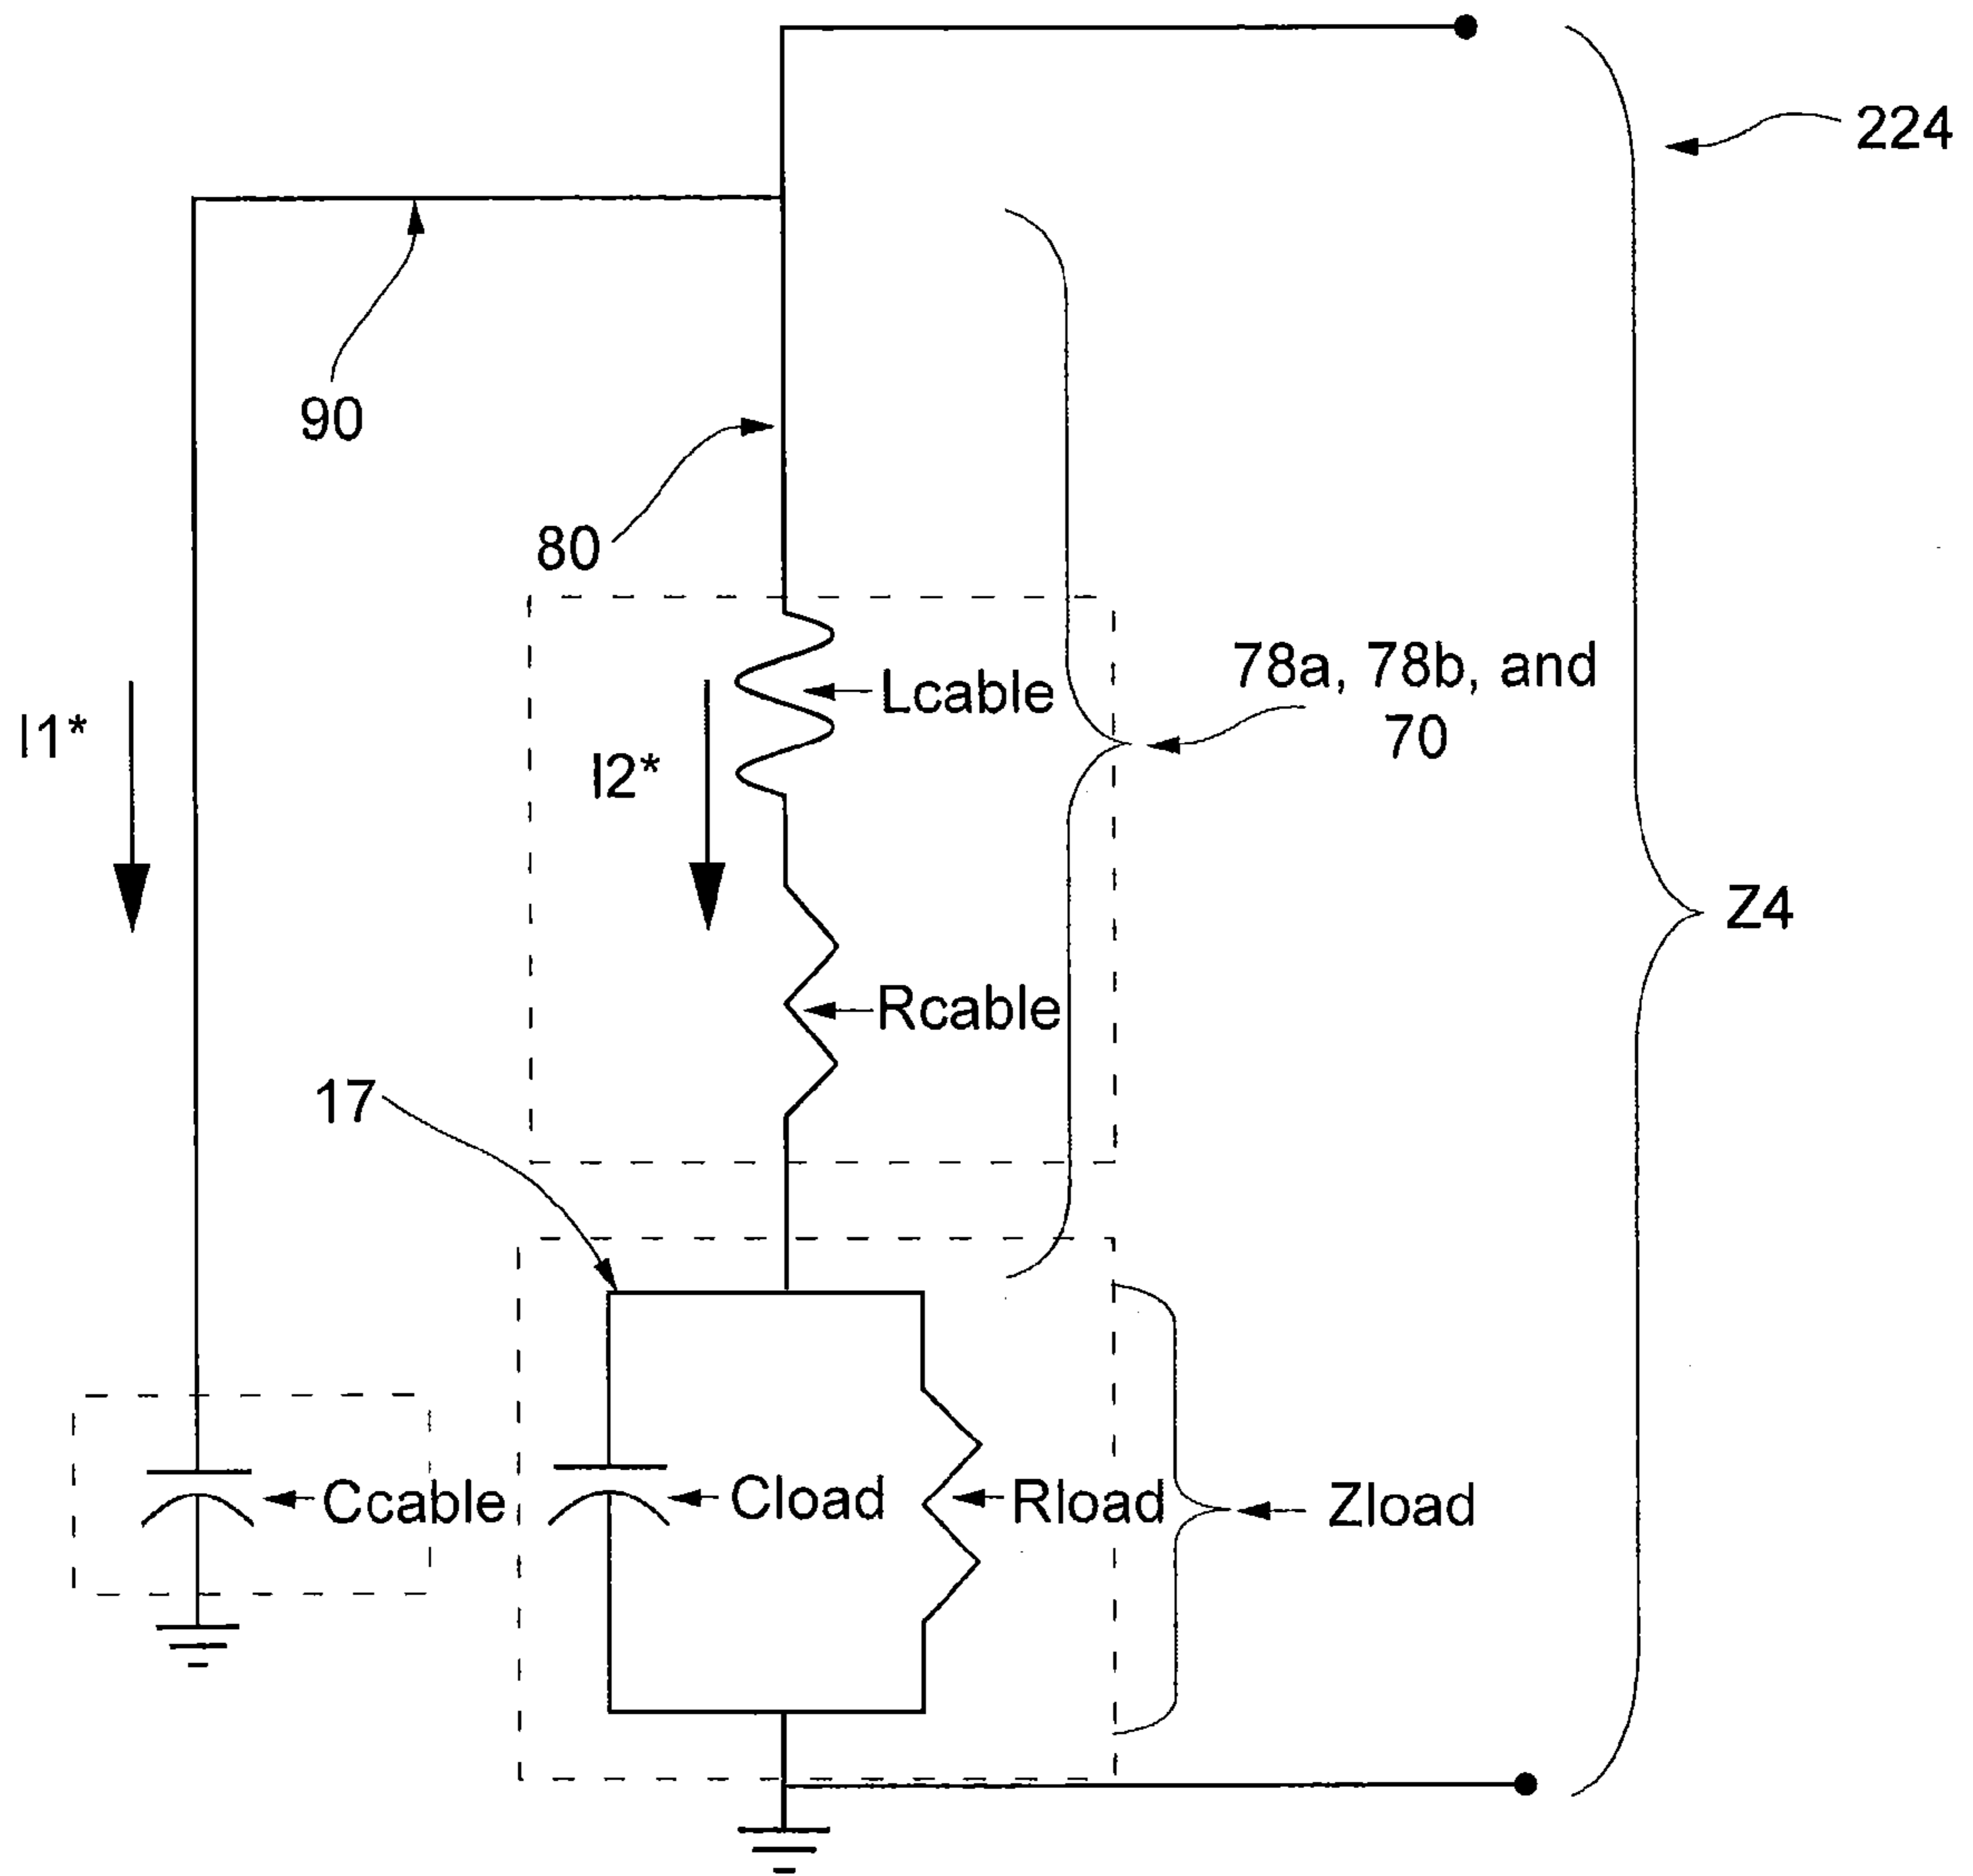 224
90
80
78a, 78b, and
70
Lcable
I1*
I2*
Z4
Rcable
17
Ccable
Cload
Rload
Zload